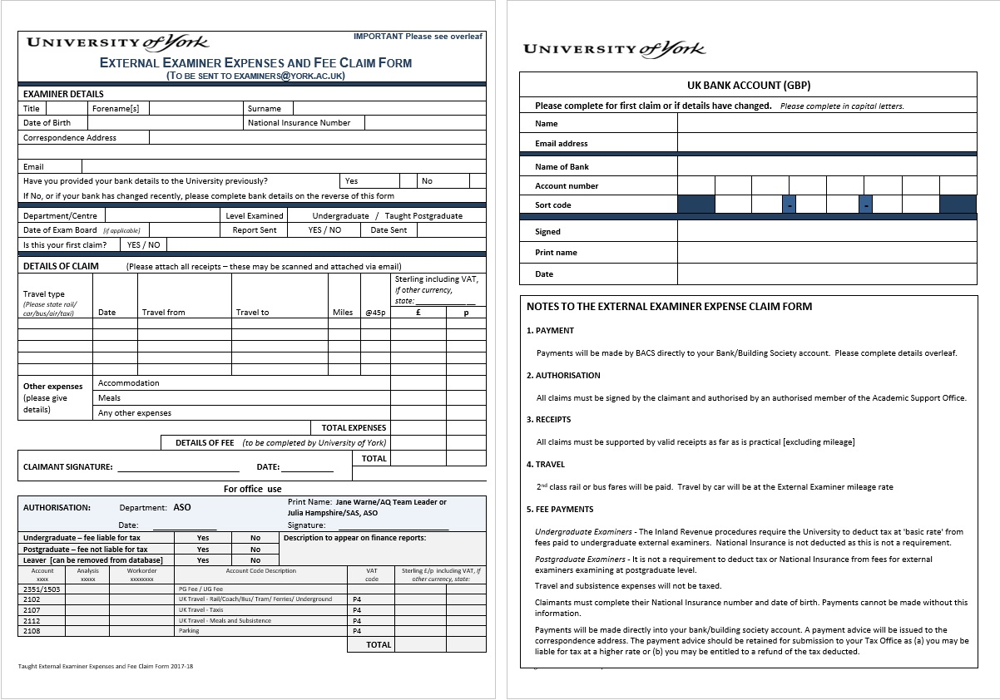 UNIVERSITY of York
IMPORTANT Please see overleaf
EXTERNAL EXAMINER EXPENSES AND FEE CLAIM FORM
(TO BE SENT TO EXAMINERS@YORK.AC.UK)
EXAMINER DETAILS
Title Forename[s] Surname
Date of Birth National Insurance Number
Correspondence Address
Email
Have you provided your bank details to the University previously? Yes No
If No, or if your bank has changed recently, please complete bank details on the reverse of this form
Department/Centre Level Examined Undergraduate / Taught Postgraduate
Date of Exam Board [if applicable] Report Sent YES / NO Date Sent
Is this your first claim? YES / NO
DETAILS OF CLAIM (Please attach all receipts – these may be scanned and attached via email)
Sterling including VAT,
if other currency,
state:_____________
Travel type
(Please state rail/
car/bus/air/taxi) Date Travel from Travel to Miles @45p £ p
Other expenses
(please give
details)
Accommodation
Meals
Any other expenses
TOTAL EXPENSES
DETAILS OF FEE (to be completed by University of York)
TOTAL
CLAIMANT SIGNATURE: ____________________ DATE: __________
For office use
AUTHORISATION: Department: ASO Print Name: Jane Warne/AQ Team Leader or
Julia Hampshire/SAS, ASO
Date: ____________ Signature: ____________________
Undergraduate – fee liable for tax Yes No Description to appear on finance reports:
Postgraduate – fee not liable for tax Yes No
Leaver [can be removed from database] Yes No
Account Analysis Workorder Account Code Description VAT Sterling £/p including VAT, if
xxxx xxxxx xxxxxxxx code other currency, state:
2351/1503 PG Fee / UG Fee
2102 UK Travel - Rail/Coach/Bus/ Tram/ Ferries/ Underground P4
2107 UK Travel - Taxis P4
2112 UK Travel - Meals and Subsistence P4
2108 Parking P4
TOTAL
Taught External Examiner Expenses and Fee Claim Form 2017-18
UNIVERSITY of York
UK BANK ACCOUNT (GBP)
Please complete for first claim or if details have changed. Please complete in capital letters.
Name
Email address
Name of Bank
Account number
Sort code - -
Signed
Print name
Date
NOTES TO THE EXTERNAL EXAMINER EXPENSE CLAIM FORM
1. PAYMENT
Payments will be made by BACS directly to your Bank/Building Society account. Please complete details overleaf.
2. AUTHORISATION
All claims must be signed by the claimant and authorised by an authorised member of the Academic Support Office.
3. RECEIPTS
All claims must be supported by valid receipts as far as is practical [excluding mileage]
4. TRAVEL
2nd class rail or bus fares will be paid. Travel by car will be at the External Examiner mileage rate
5. FEE PAYMENTS
Undergraduate Examiners - The Inland Revenue procedures require the University to deduct tax at 'basic rate' from
fees paid to undergraduate external examiners. National Insurance is not deducted as this is not a requirement.
Postgraduate Examiners - It is not a requirement to deduct tax or National Insurance from fees for external
examiners examining at postgraduate level.
Travel and subsistence expenses will not be taxed.
Claimants must complete their National Insurance number and date of birth. Payments cannot be made without this
information.
Payments will be made directly into your bank/building society account. A payment advice will be issued to the
correspondence address. The payment advice should be retained for submission to your Tax Office as (a) you may be
liable for tax at a higher rate or (b) you may be entitled to a refund of the tax deducted.